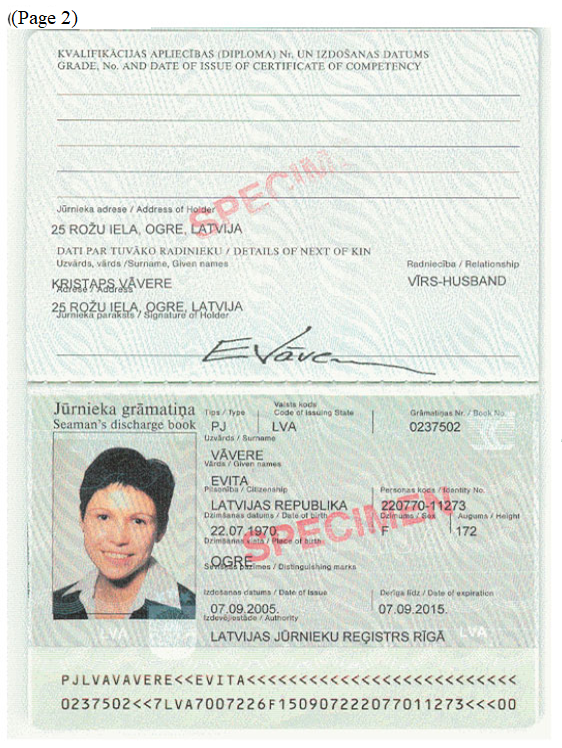 ((Page 2)
KVALIFIKĀCIJAS APLIECĪBAS (DIPLOMA) Nr. UN IZDOŠANAS DATUMS
GRADE, No. AND DATE OF ISSUE OF CERTIFICATE OF COMPETENCY
SPECIMEN
Jūrnieka adrese / Address of Holder
25 ROŽU IELA, OGRE, LATVIJA
DATI PAR TUVĀKO RADINIEKU / DETAILS OF NEXT OF KIN
Uzvārds, vārds /Surname, Given names Radniecība / Relationship
KRISTAPS VĀVERE VĪRS-HUSBAND
Adrese / Address
25 ROŽU IELA, OGRE, LATVIJA
Jūrnieka paraksts / Signature of Holder
EVāvere
Jūrnieka grāmatiņa
Seaman's discharge book
Tips / Type Valsts kods Grāmatiņas Nr. / Book No.
Code of Issuing State
PJ LVA 0237502
Uzvārds / Surname
VĀVERE
Vārds / Given names
EVITA
Pilsonība / Citizenship Personas kods / Identity No.
LATVIJAS REPUBLIKA 220770-11273
Dzimšanas datums / Date of birth Dzimums / Sex Augums / Height
22.07.1970. F 172
SPECIMEN
Dzimšanas vieta / Place of birth
OGRE
Sevišķas pazīmes / Distinguishing marks
Izdošanas datums / Date of issue Derīga līdz / Date of expiration
07.09.2005. 07.09.2015.
Izdevējiestāde / Authority
LATVIJAS JŪRNIEKU REĢISTRS RĪGĀ
LVA LVA
PJLVAVAVERE<<EVITA<<<<<<<<<<<<<<<<<<<<<<<<<<
0237502<<7LVA7007226F150907222077011273<<<00